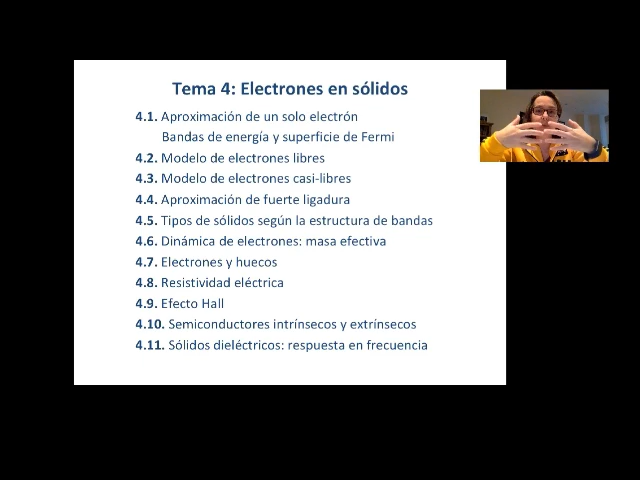 Tema 4: Electrones en sólidos
4.1. Aproximación de un solo electrón
Bandas de energía y superficie de Fermi
4.2. Modelo de electrones libres
4.3. Modelo de electrones casi-libres
4.4. Aproximación de fuerte ligadura
4.5. Tipos de sólidos según la estructura de bandas
4.6. Dinámica de electrones: masa efectiva
4.7. Electrones y huecos
4.8. Resistividad eléctrica
4.9. Efecto Hall
4.10. Semiconductores intrínsecos y extrínsecos
4.11. Sólidos dieléctricos: respuesta en frecuencia